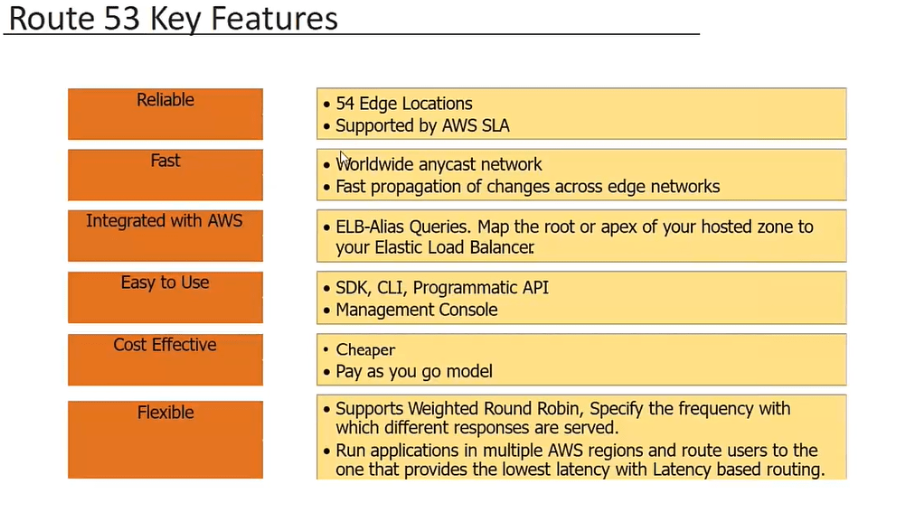 Route 53 Key Features
Reliable
• 54 Edge Locations
• Supported by AWS SLA
Fast
• Worldwide anycast network
• Fast propagation of changes across edge networks
Integrated with AWS
• ELB-Alias Queries. Map the root or apex of your hosted zone to
your Elastic Load Balancer.
Easy to Use
• SDK, CLI, Programmatic API
• Management Console
Cost Effective
• Cheaper
• Pay as you go model
Flexible
• Supports Weighted Round Robin, Specify the frequency with
which different responses are served.
• Run applications in multiple AWS regions and route users to the
one that provides the lowest latency with Latency based routing.